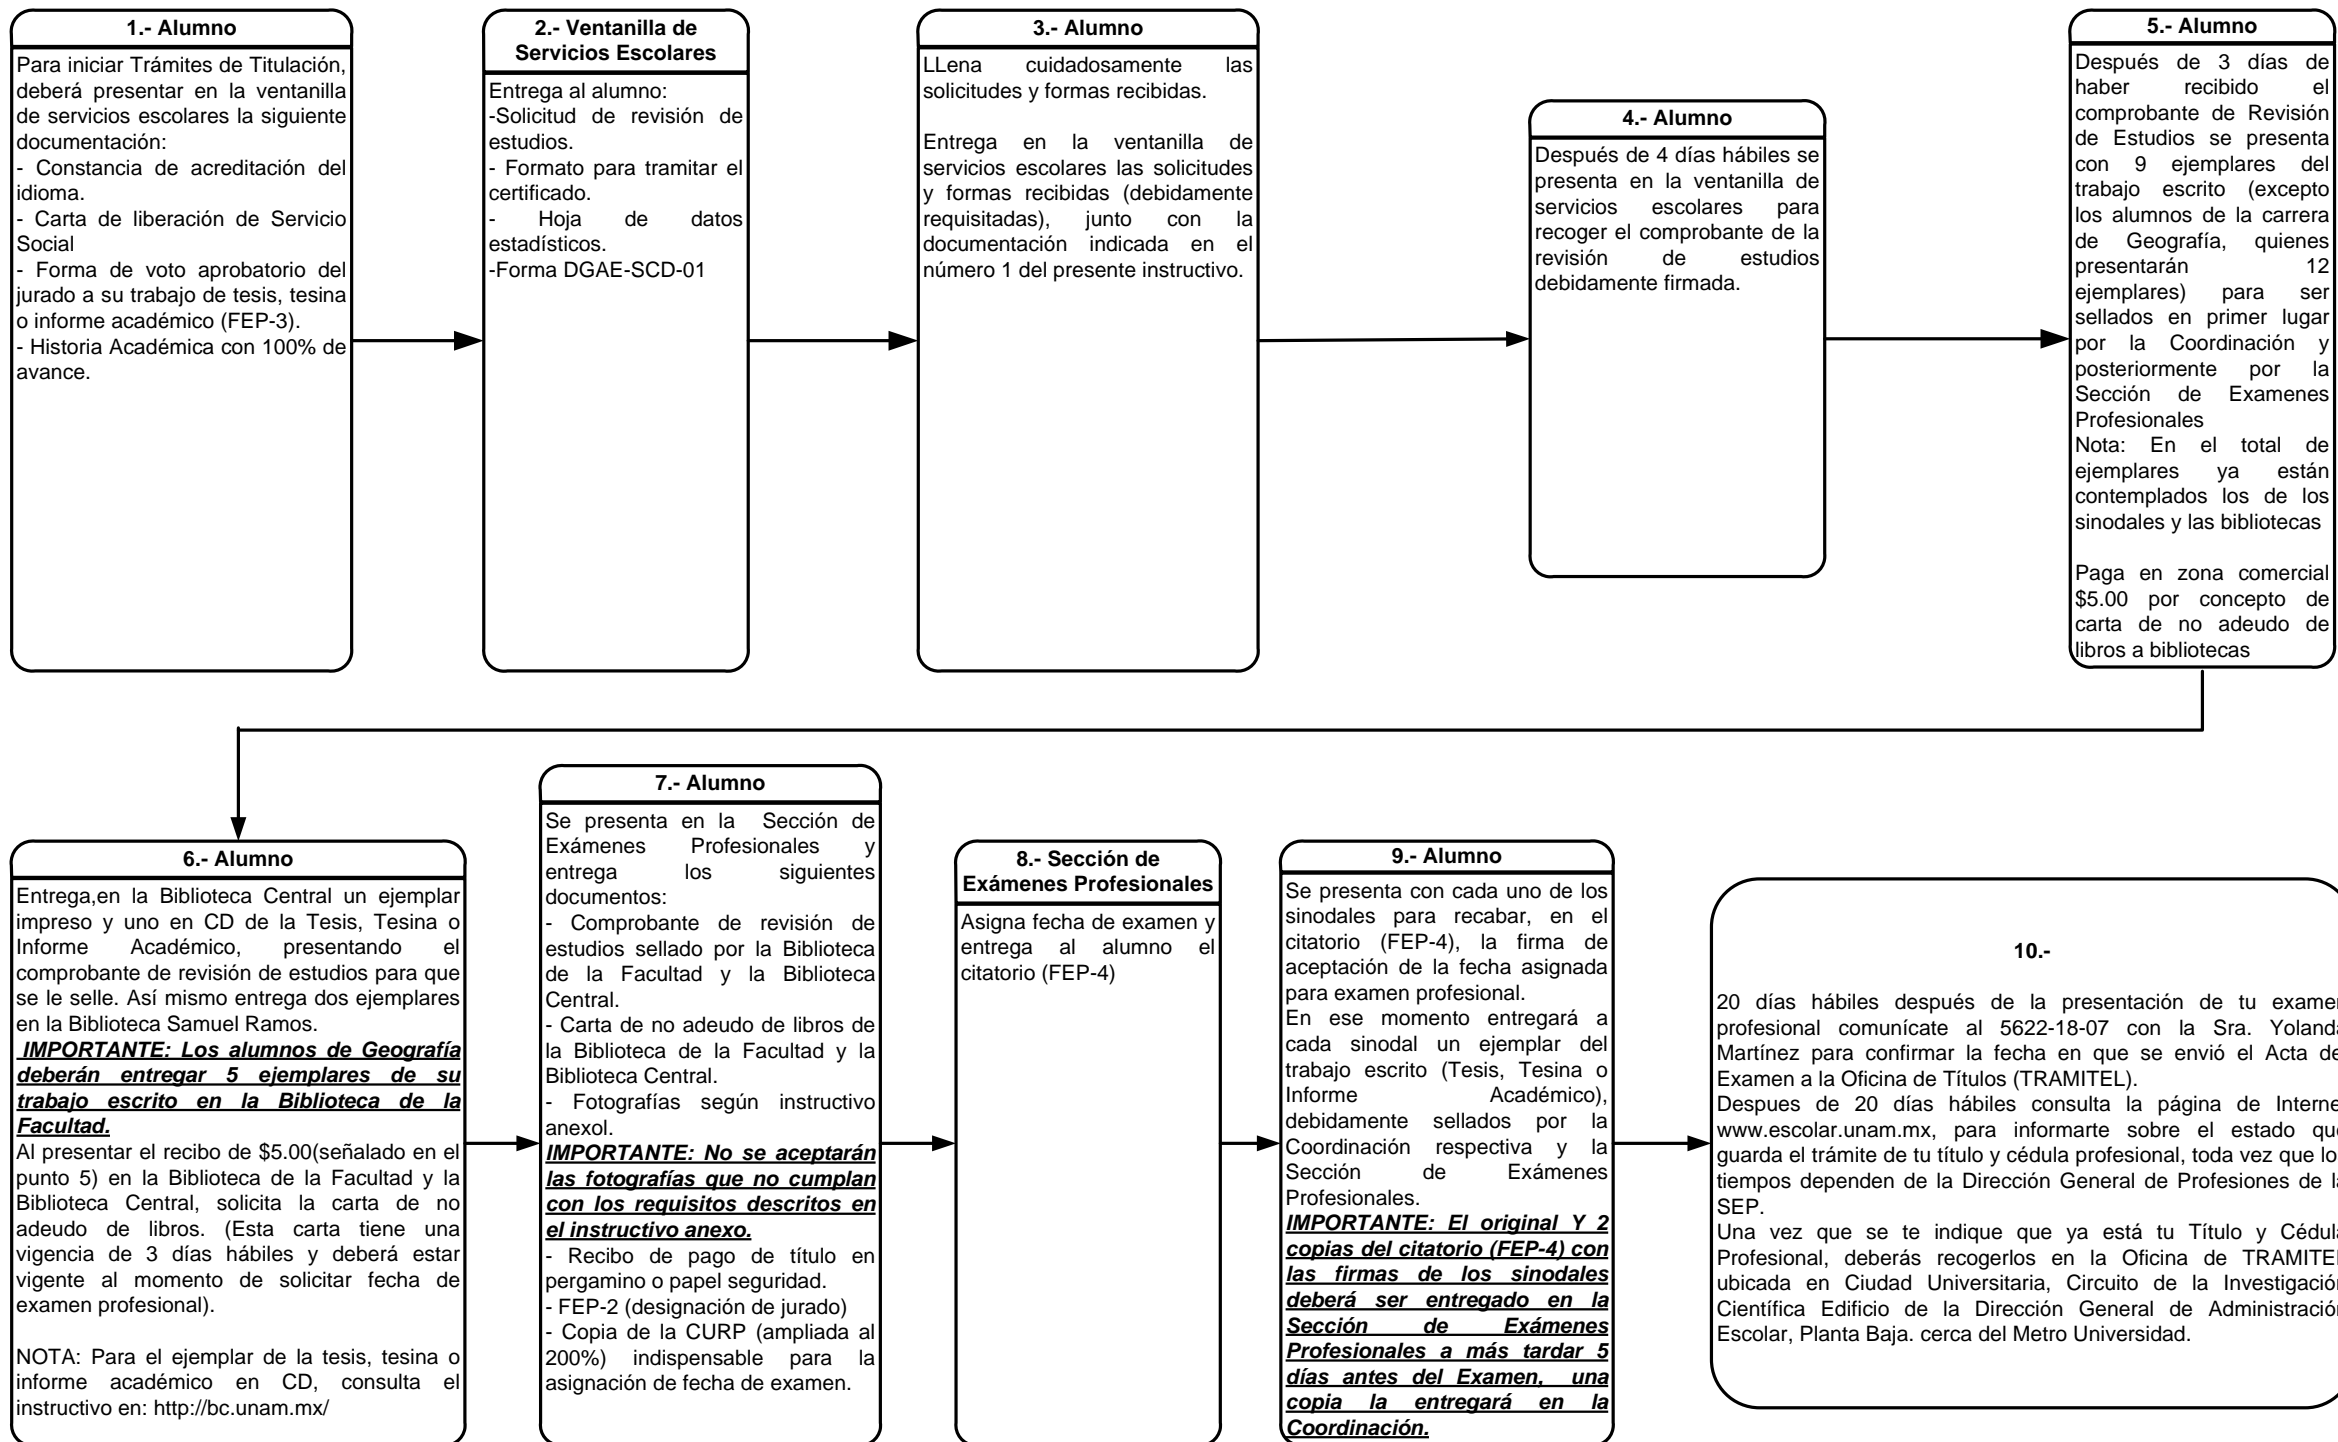 1.- Alumno
Para iniciar Trámites de Titulación,
deberá presentar en la ventanilla
de servicios escolares la siguiente
documentación:
- Constancia de acreditación del
idioma.
- Carta de liberación de Servicio
Social
- Forma de voto aprobatorio del
jurado a su trabajo de tesis, tesina
o informe académico (FEP-3).
- Historia Académica con 100% de
avance.
2.- Ventanilla de
Servicios Escolares
Entrega al alumno:
-Solicitud de revisión de
estudios.
- Formato para tramitar el
certificado.
- Hoja de datos
estadísticos.
-Forma DGAE-SCD-01
3.- Alumno
LLena cuidadosamente las
solicitudes y formas recibidas.
Entrega en la ventanilla de
servicios escolares las solicitudes
y formas recibidas (debidamente
requisitadas), junto con la
documentación indicada en el
número 1 del presente instructivo.
4.- Alumno
Después de 4 días hábiles se
presenta en la ventanilla de
servicios escolares para
recoger el comprobante de la
revisión de estudios
debidamente firmada.
5.- Alumno
Después de 3 días de
haber recibido el
comprobante de Revisión
de Estudios se presenta
con 9 ejemplares del
trabajo escrito (excepto
los alumnos de la carrera
de Geografía, quienes
presentarán 12
ejemplares) para ser
sellados en primer lugar
por la Coordinación y
posteriormente por la
Sección de Examenes
Profesionales
Nota: En el total de
ejemplares ya están
contemplados los de los
sinodales y las bibliotecas
Paga en zona comercial
$5.00 por concepto de
carta de no adeudo de
libros a bibliotecas
6.- Alumno
Entrega,en la Biblioteca Central un ejemplar
impreso y uno en CD de la Tesis, Tesina o
Informe Académico, presentando el
comprobante de revisión de estudios para que
se le selle. Así mismo entrega dos ejemplares
en la Biblioteca Samuel Ramos.
IMPORTANTE: Los alumnos de Geografía
deberán entregar 5 ejemplares de su
trabajo escrito en la Biblioteca de la
Facultad.
Al presentar el recibo de $5.00(señalado en el
punto 5) en la Biblioteca de la Facultad y la
Biblioteca Central, solicita la carta de no
adeudo de libros. (Esta carta tiene una
vigencia de 3 días hábiles y deberá estar
vigente al momento de solicitar fecha de
examen profesional).
NOTA: Para el ejemplar de la tesis, tesina o
informe académico en CD, consulta el
instructivo en: http://bc.unam.mx/
7.- Alumno
Se presenta en la Sección de
Exámenes Profesionales y
entrega los siguientes
documentos:
- Comprobante de revisión de
estudios sellado por la Biblioteca
de la Facultad y la Biblioteca
Central.
- Carta de no adeudo de libros de
la Biblioteca de la Facultad y la
Biblioteca Central.
- Fotografías según instructivo
anexol.
IMPORTANTE: No se aceptarán
las fotografías que no cumplan
con los requisitos descritos en
el instructivo anexo.
- Recibo de pago de título en
pergamino o papel seguridad.
- FEP-2 (designación de jurado)
- Copia de la CURP (ampliada al
200%) indispensable para la
asignación de fecha de examen.
8.- Sección de
Exámenes Profesionales
Asigna fecha de examen y
entrega al alumno el
citatorio (FEP-4)
9.- Alumno
Se presenta con cada uno de los
sinodales para recabar, en el
citatorio (FEP-4), la firma de
aceptación de la fecha asignada
para examen profesional.
En ese momento entregará a
cada sinodal un ejemplar del
trabajo escrito (Tesis, Tesina o
Informe Académico),
debidamente sellados por la
Coordinación respectiva y la
Sección de Exámenes
Profesionales.
IMPORTANTE: El original Y 2
copias del citatorio (FEP-4) con
las firmas de los sinodales
deberá ser entregado en la
Sección de Exámenes
Profesionales a más tardar 5
días antes del Examen, una
copia la entregará en la
Coordinación.
10.-
20 días hábiles después de la presentación de tu examen
profesional comunícate al 5622-18-07 con la Sra. Yolanda
Martínez para confirmar la fecha en que se envió el Acta de
Examen a la Oficina de Títulos (TRAMITEL).
Despues de 20 días hábiles consulta la página de Internet
www.escolar.unam.mx, para informarte sobre el estado que
guarda el trámite de tu título y cédula profesional, toda vez que los
tiempos dependen de la Dirección General de Profesiones de la
SEP.
Una vez que se te indique que ya está tu Título y Cédula
Profesional, deberás recogerlos en la Oficina de TRAMITEL
ubicada en Ciudad Universitaria, Circuito de la Investigación
Científica Edificio de la Dirección General de Administración
Escolar, Planta Baja. cerca del Metro Universidad.